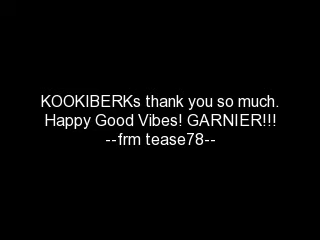 KOOKIBERKs thank you so much.
Happy Good Vibes! GARNIER!!!
--frm tease78--